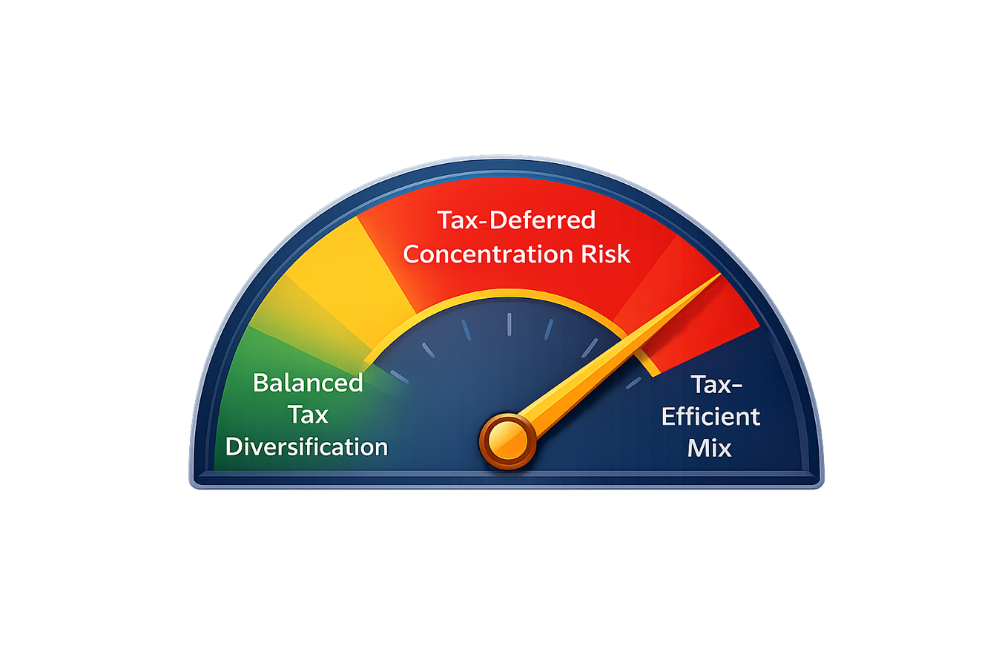 Tax-Deferred
Concentration Risk
Balanced
Tax
Diversification
Tax-
Efficient
Mix